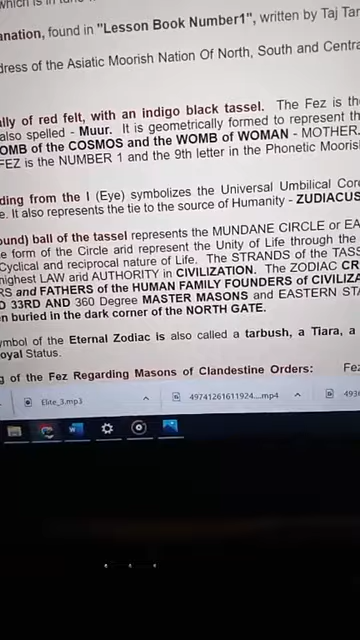 which is in tune w
anation, found in "Lesson Book Number1", written by Taj Tar
dress of the Asiatic Moorish Nation Of North, South and Centra
ally of red felt, with an indigo black tassel. The Fez is the
also spelled - Muur. It is geometrically formed to represent th
OMB of the COSMOS and the WOMB of WOMAN - MOTHER.
FEZ is the NUMBER 1 and the 9th letter in the Phonetic Moorish
ding from the I (Eye) symbolizes the Universal Umbilical Cord
e. It also represents the tie to the source of Humanity - ZUDIACUS
ound) ball of the tassel represents the MUNDANE CIRCLE or EA
e form of the Circle and represent the Unity of Life through the
Cyclical and reciprocal nature of Life. The STRANDS of the TASS
highest LAW and AUTHORITY in CIVILIZATION. The ZODIAC CR
RS and FATHERS of the HUMAN FAMILY FOUNDERS of CIVILIZA
D 33RD AND 360 Degree MASTER MASONS and EASTERN STA
n buried in the dark corner of the NORTH GATE.
ymbol of the Eternal Zodiac is also called a tarbush, a Tiara, a
oyal Status.
g of the Fez Regarding Masons of Clandestine Orders: Fez
Elite_3.mp3
49741261611924....mp4
493